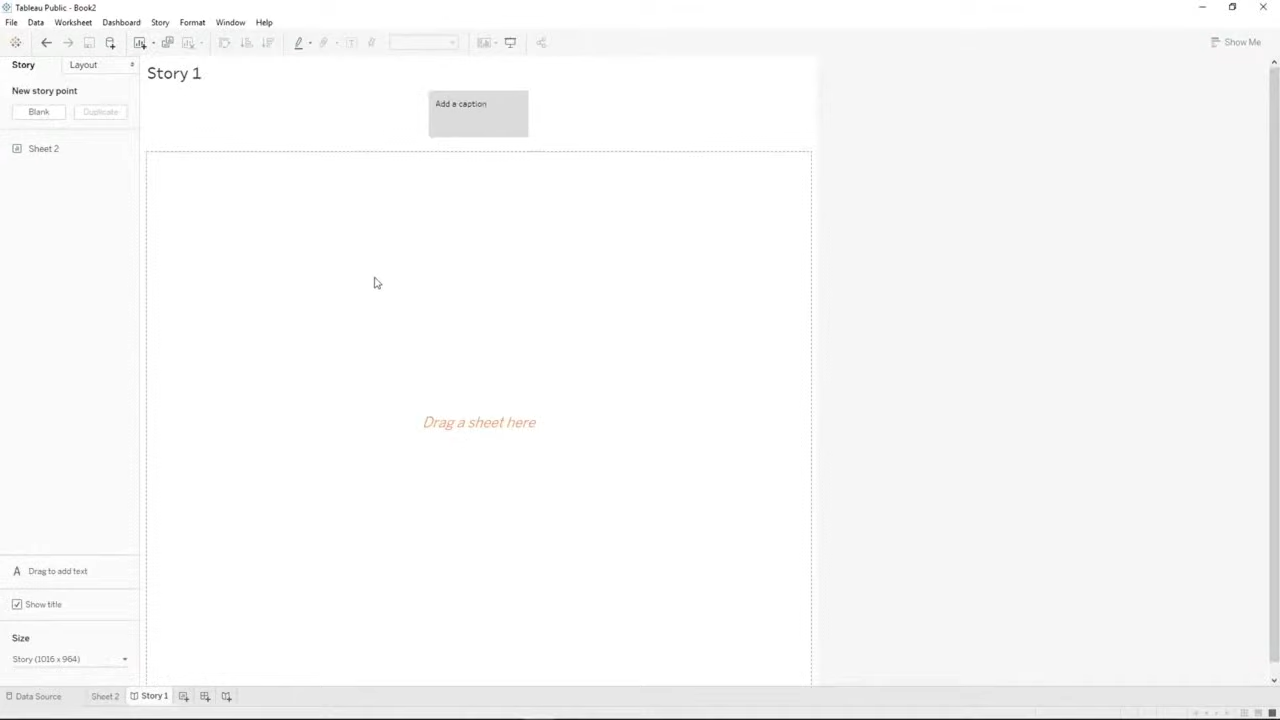 Tableau Public - Book2
File Data Worksheet Dashboard Story Format Window Help
Show Me
Story Layout
New story point
Blank Duplicate
Sheet 2
Story 1
Add a caption
Drag a sheet here
A Drag to add text
Show title
Size
Story (1016 x 964)
Data Source Sheet 2 Story 1